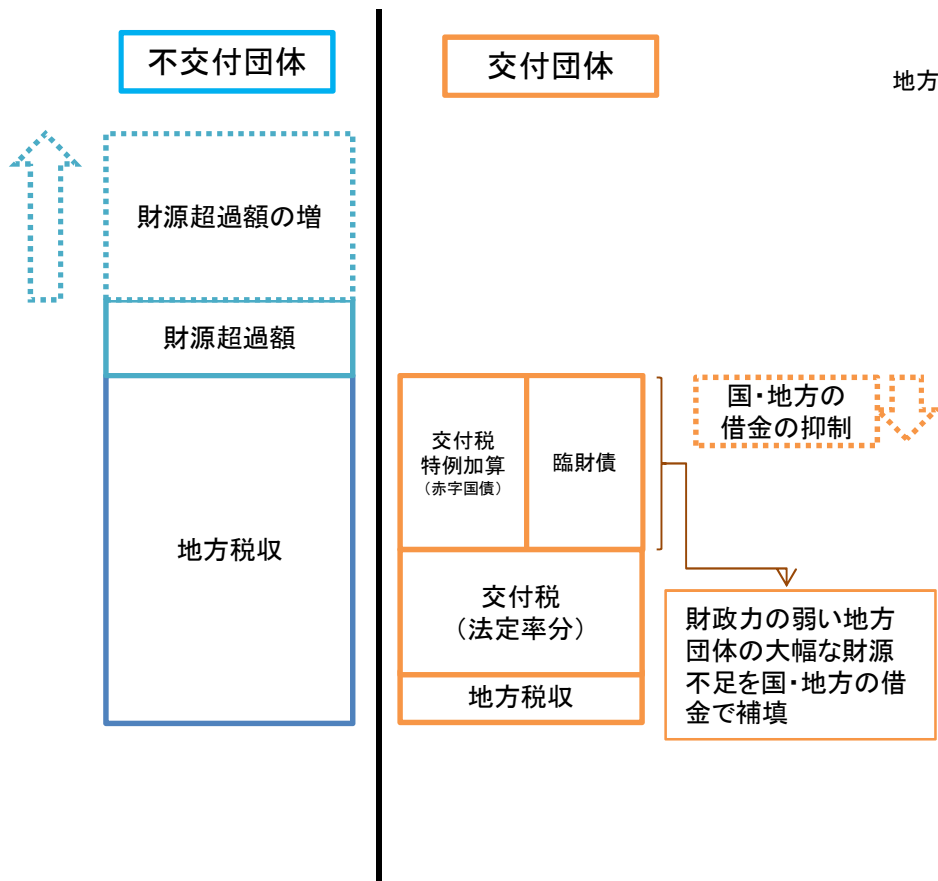 不交付団体
交付団体
地方
財源超過額の増
財源超過額
地方税収
交付税
特例加算
（赤字国債）
臨財債
交付税
（法定率分）
地方税収
国・地方の
借金の抑制
財政力の弱い地方
団体の大幅な財源
不足を国・地方の借
金で補填